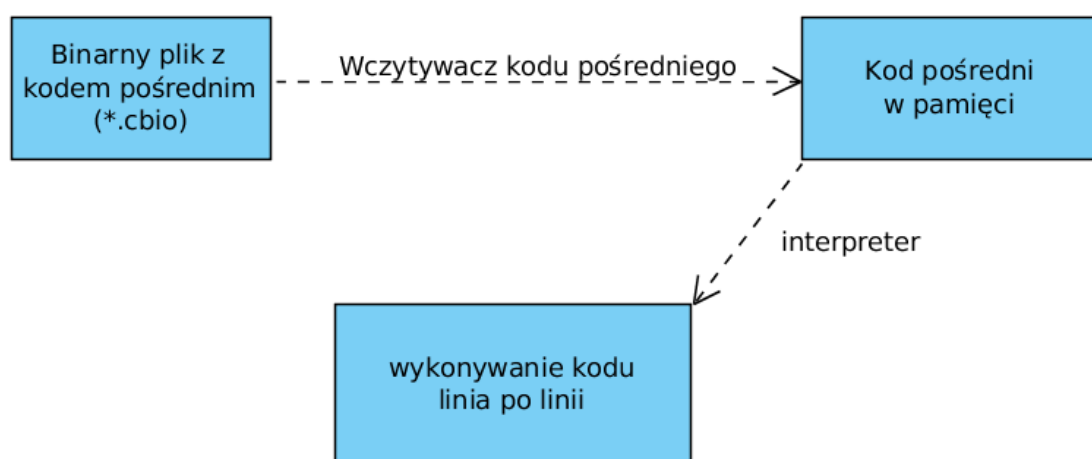 Binarny plik z
kodem pośrednim
(*.cbio)
Wczytywacz kodu pośredniego
Kod pośredni
w pamięci
interpreter
wykonywanie kodu
linia po linii